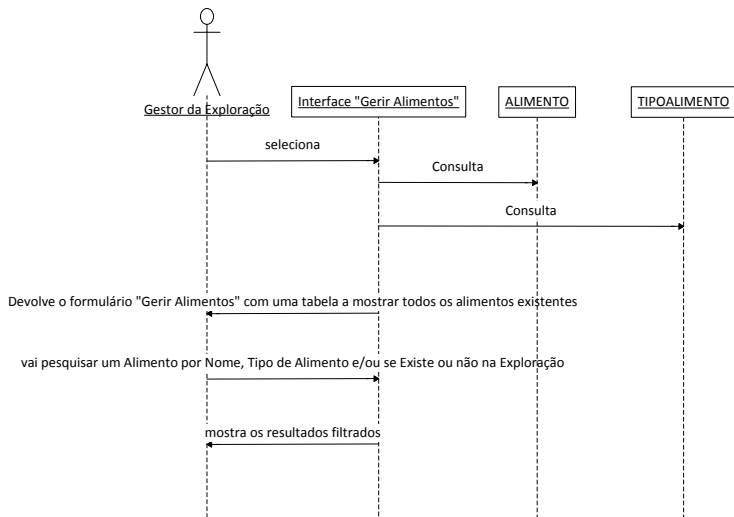 Gestor da Exploração
Interface "Gerir Alimentos"
ALIMENTO
TIPOALIMENTO
seleciona
Consulta
Consulta
Devolve o formulário "Gerir Alimentos" com uma tabela a mostrar todos os alimentos existentes
vai pesquisar um Alimento por Nome, Tipo de Alimento e/ou se Existe ou não na Exploração
mostra os resultados filtrados